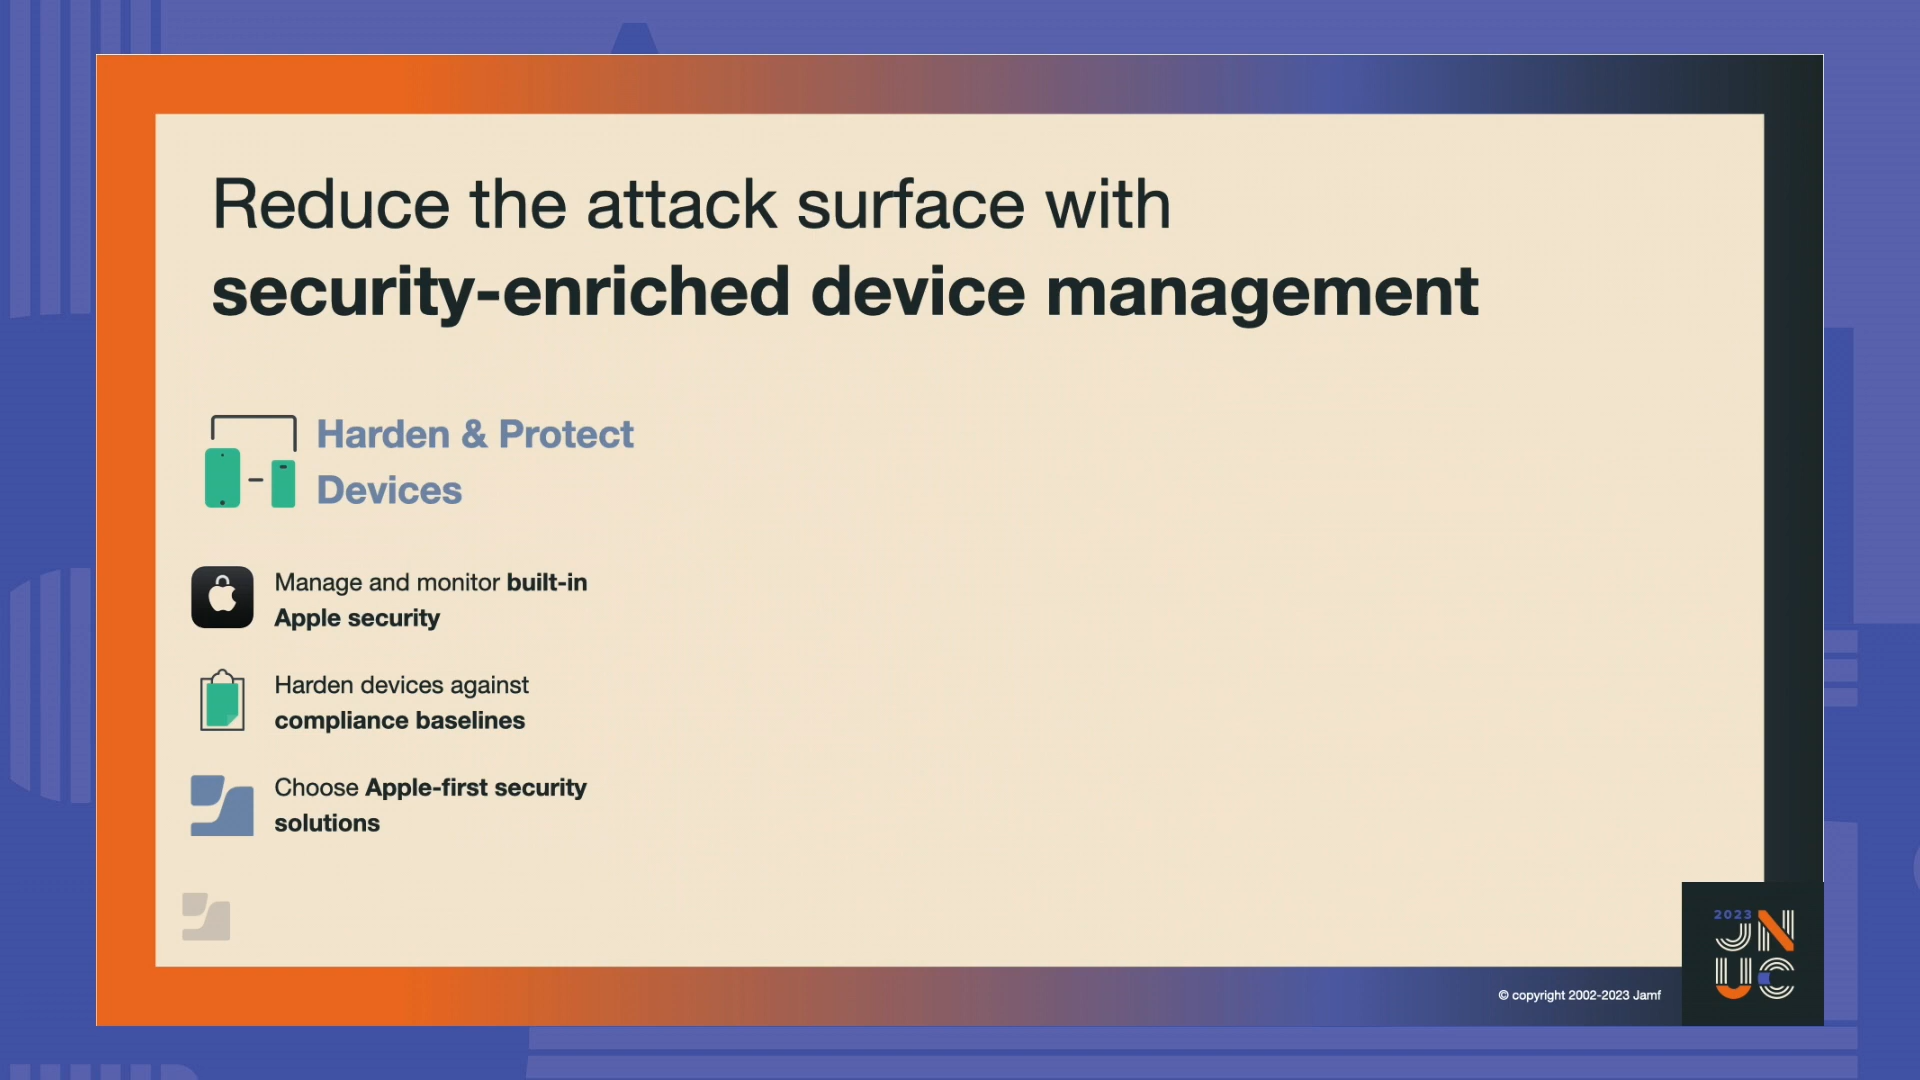 Reduce the attack surface with
security-enriched device management
Harden & Protect
Devices
Manage and monitor built-in
Apple security
Harden devices against
compliance baselines
Choose Apple-first security
solutions
© copyright 2002-2023 Jamf
2023
JN
UC